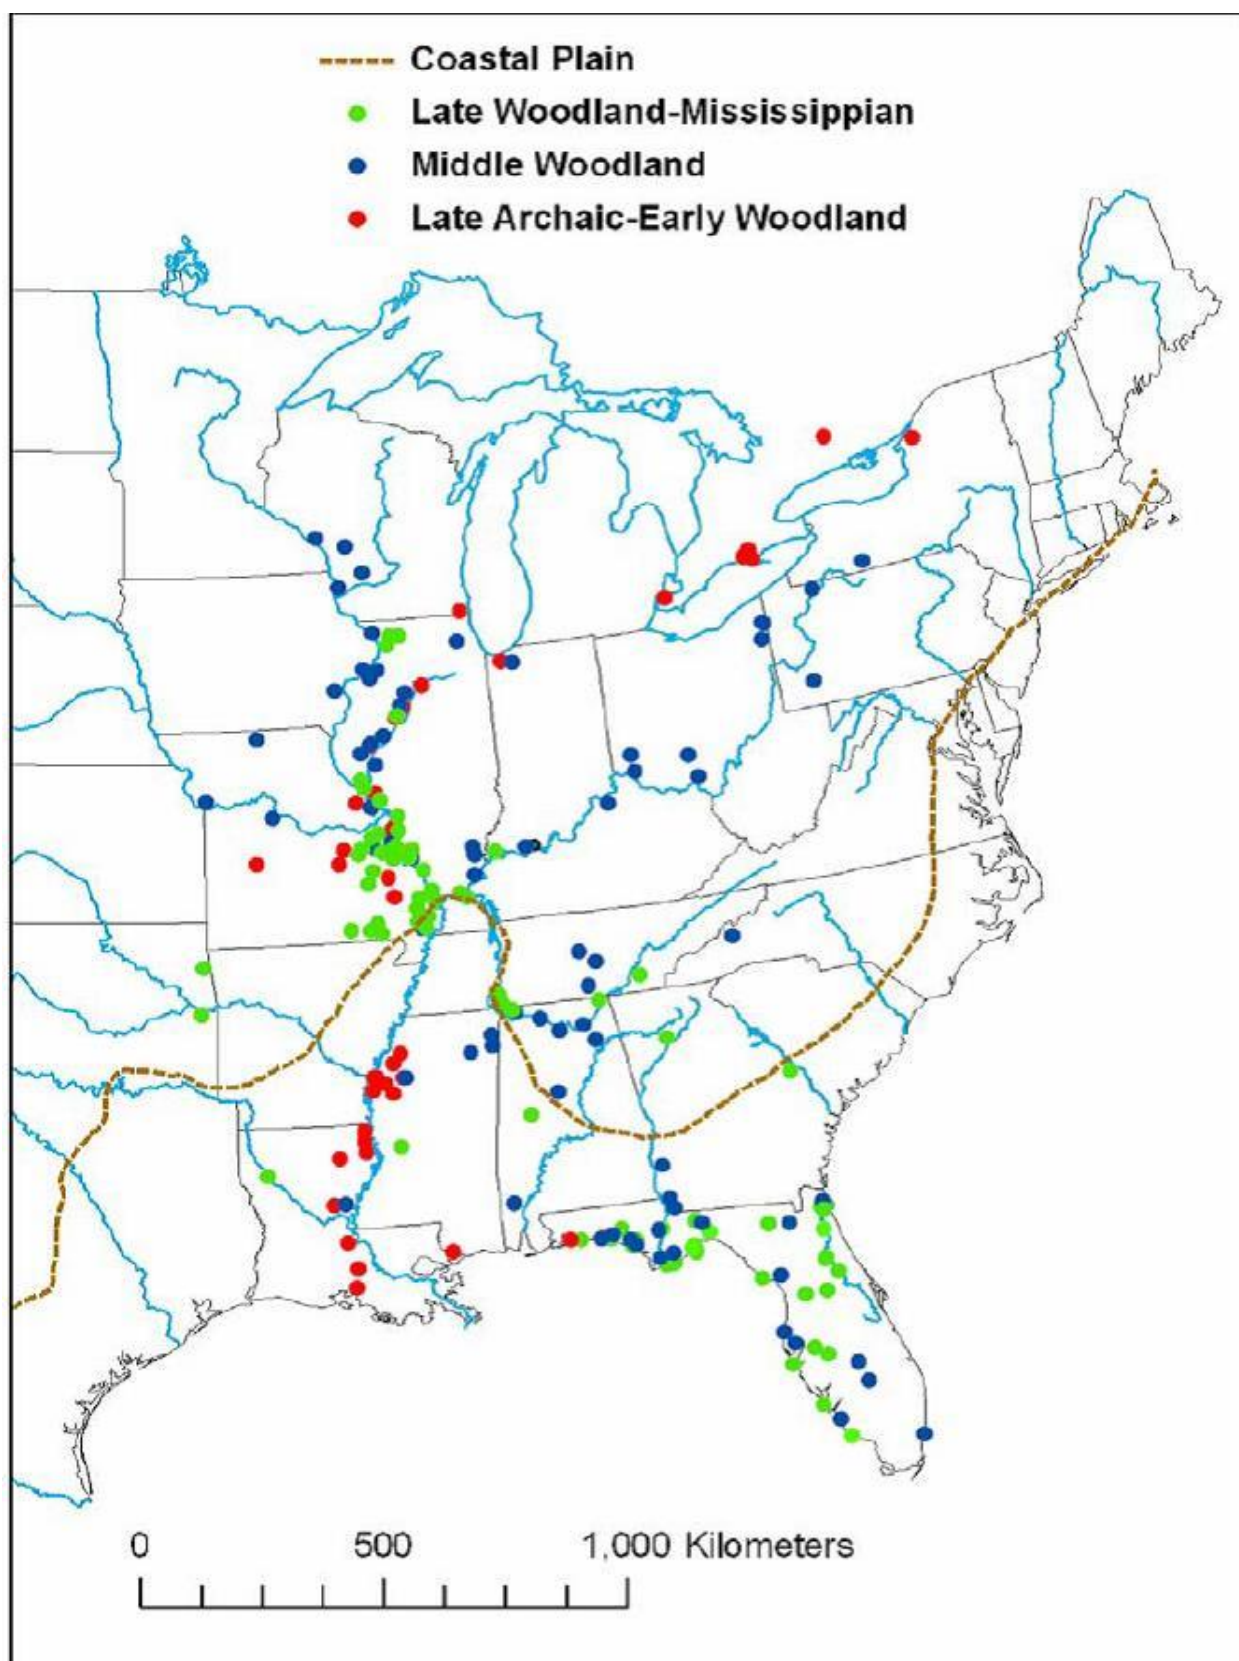 Coastal Plain
Late Woodland-Mississippian
Middle Woodland
Late Archaic-Early Woodland
0 500 1,000 Kilometers